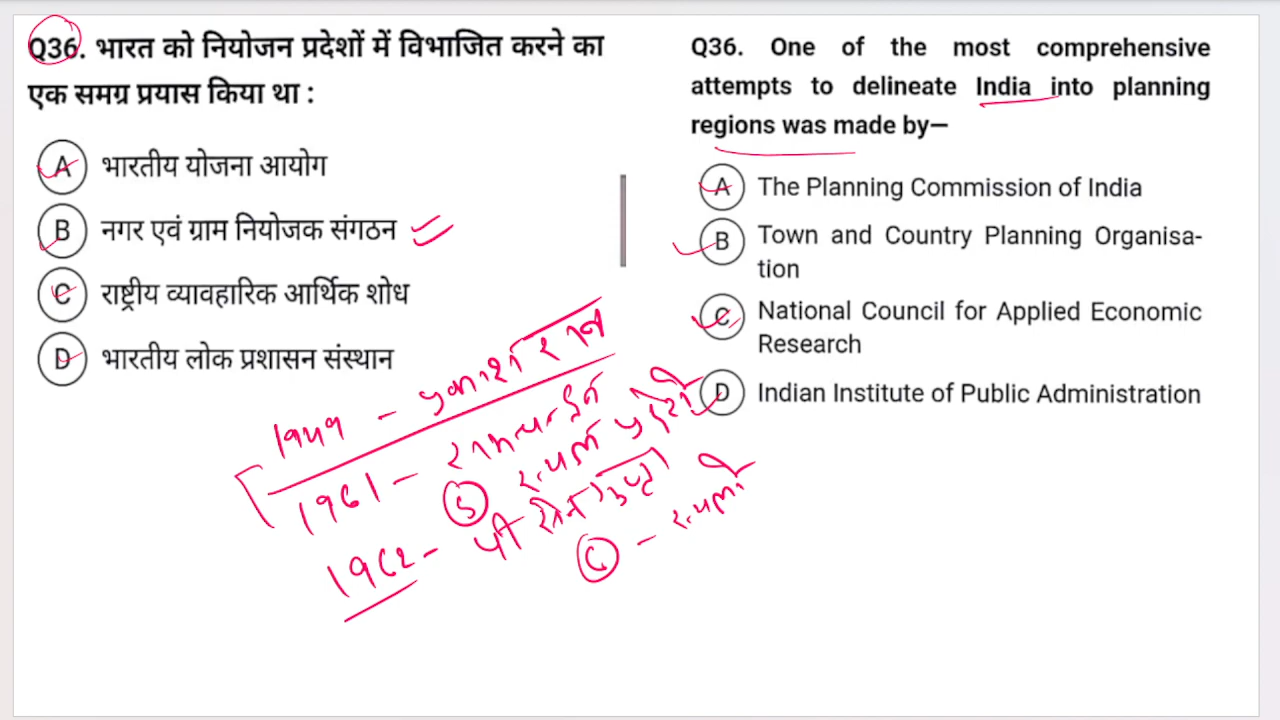 Q36. भारत को नियोजन प्रदेशों में विभाजित करने का
एक समग्र प्रयास किया था :
A भारतीय योजना आयोग
B नगर एवं ग्राम नियोजक संगठन
C राष्ट्रीय व्यावहारिक आर्थिक शोध
D भारतीय लोक प्रशासन संस्थान
Q36. One of the most comprehensive
attempts to delineate India into planning
regions was made by—
A The Planning Commission of India
B Town and Country Planning Organisa-
tion
C National Council for Applied Economic
Research
D Indian Institute of Public Administration